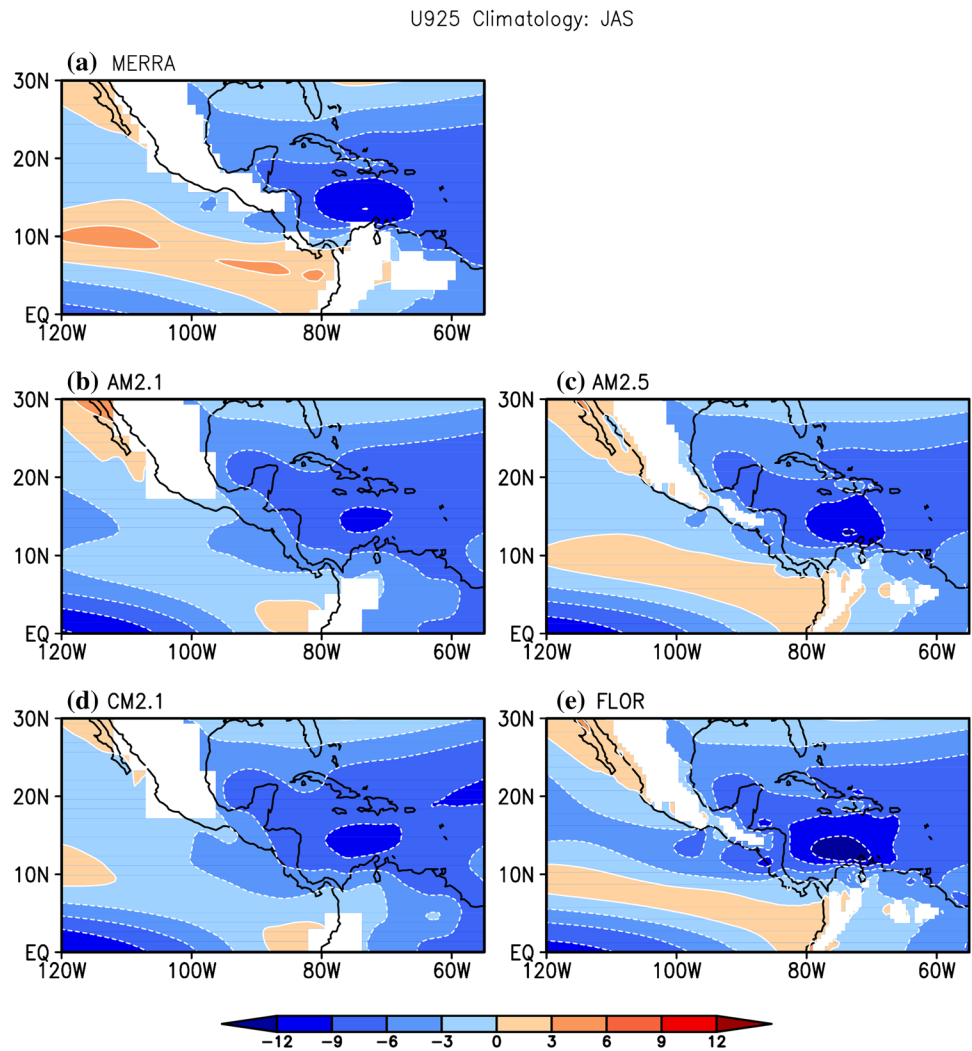 U925 Climatology: JAS
(a) MERRA
30N
20N
10N
EQ
120W 100W 80W 60W
(b) AM2.1 (c) AM2.5
30N 30N
20N 20N
10N 10N
EQ EQ
120W 100W 80W 60W 120W 100W 80W 60W
(d) CM2.1 (e) FLOR
30N 30N
20N 20N
10N 10N
EQ EQ
120W 100W 80W 60W 120W 100W 80W 60W
-12 -9 -6 -3 0 3 6 9 12